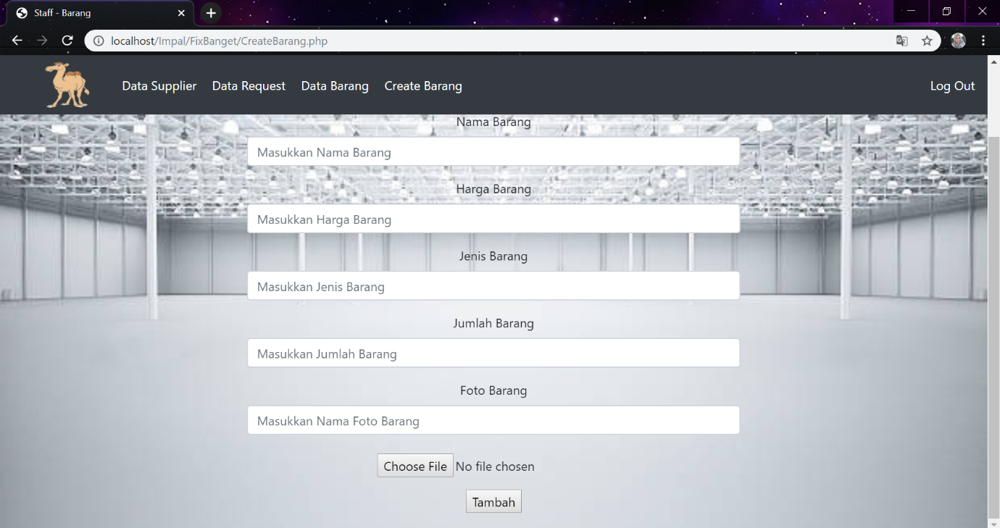 Staff - Barang
localhost/Impal/FixBanget/CreateBarang.php
Data Supplier Data Request Data Barang Create Barang Log Out
Nama Barang
Masukkan Nama Barang
Harga Barang
Masukkan Harga Barang
Jenis Barang
Masukkan Jenis Barang
Jumlah Barang
Masukkan Jumlah Barang
Foto Barang
Masukkan Nama Foto Barang
Choose File No file chosen
Tambah